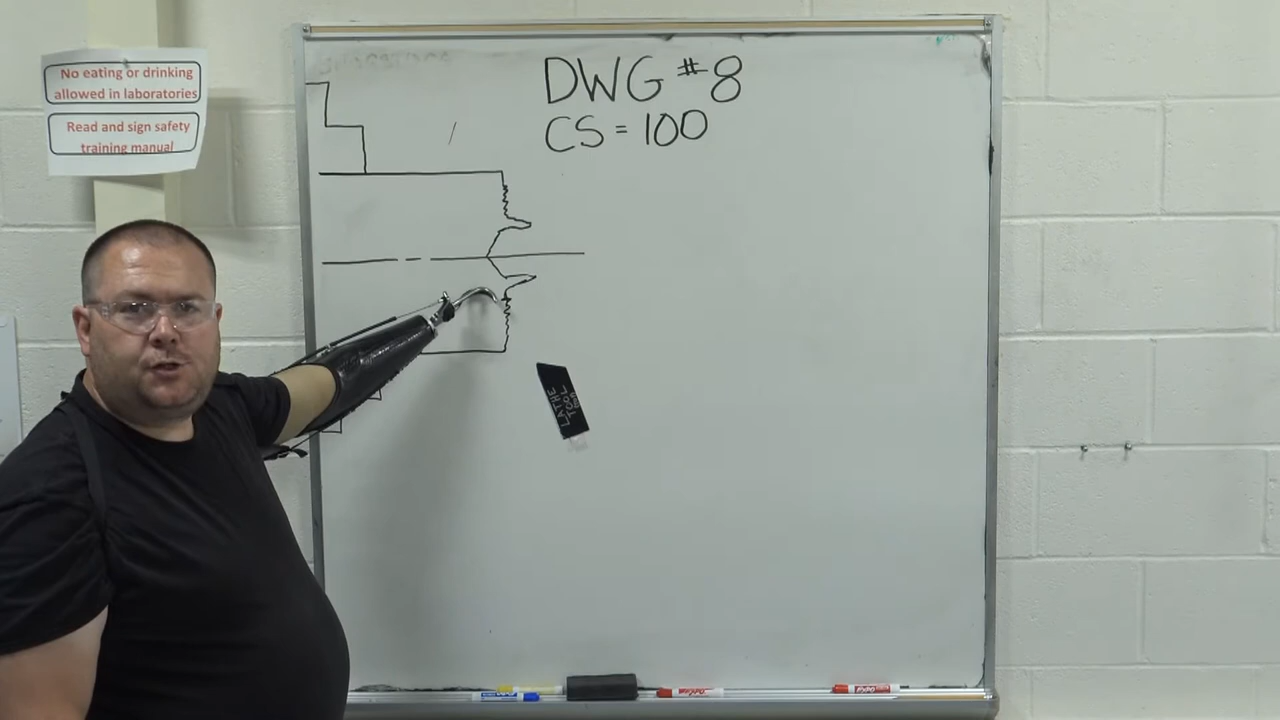 No eating or drinking
allowed in laboratories
Read and sign safety
training manual
DWG #8
CS = 100
LATHE
TOOL